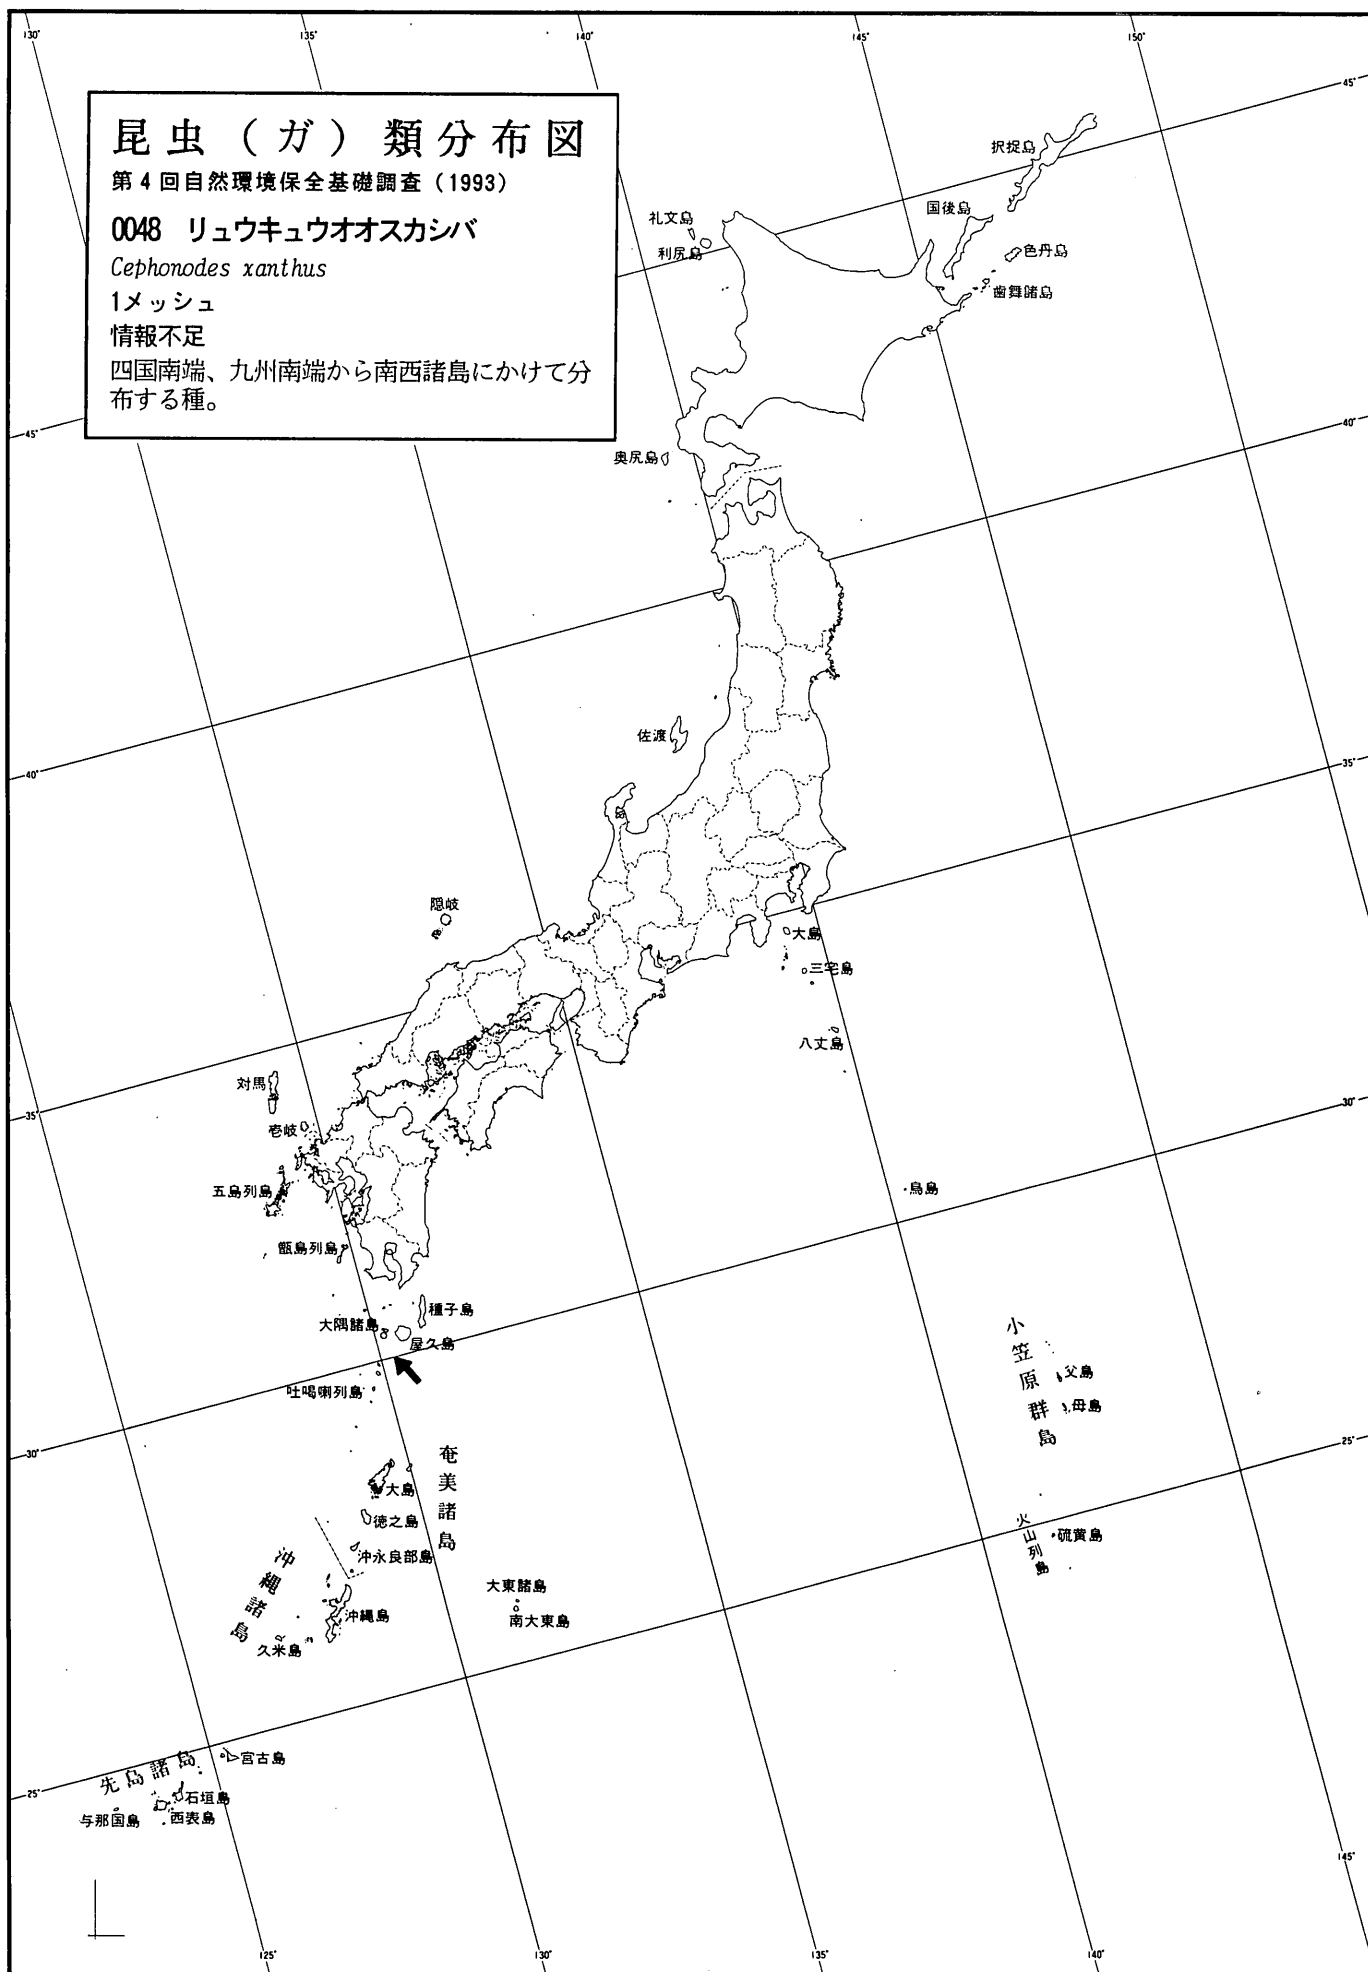 130°
135°
140°
145°
150°
昆虫（ガ）類分布図
第4回自然環境保全基礎調査（1993）
0048 リュウキュウオオスカシバ
Cephonodes xanthus
1メッシュ
情報不足
四国南端、九州南端から南西諸島にかけて分
布する種。
45°
択捉島
国後島
礼文島
利尻島
色丹島
歯舞諸島
45°
40°
奥尻島
佐渡
40°
35°
隠岐
大島
三宅島
八丈島
対馬
35°
壱岐
30°
五島列島
鳥島
甑島列島
種子島
大隅諸島
屋久島
吐噶喇列島
小笠原群島
父島
母島
30°
25°
奄美諸島
大島
徳之島
沖永良部島
火山列島
硫黄島
沖縄諸島
沖縄島
久米島
大東諸島
南大東島
先島諸島
宮古島
25°
石垣島
与那国島
西表島
145°
125°
130°
135°
140°